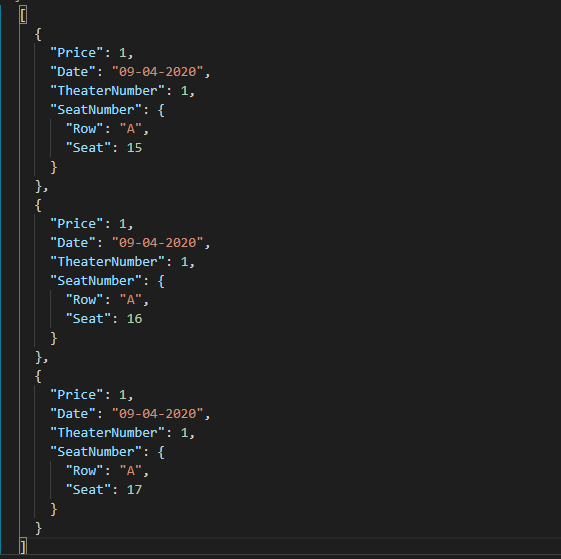 [
  {
    "Price": 1,
    "Date": "09-04-2020",
    "TheaterNumber": 1,
    "SeatNumber": {
      "Row": "A",
      "Seat": 15
    }
  },
  {
    "Price": 1,
    "Date": "09-04-2020",
    "TheaterNumber": 1,
    "SeatNumber": {
      "Row": "A",
      "Seat": 16
    }
  },
  {
    "Price": 1,
    "Date": "09-04-2020",
    "TheaterNumber": 1,
    "SeatNumber": {
      "Row": "A",
      "Seat": 17
    }
  }
]